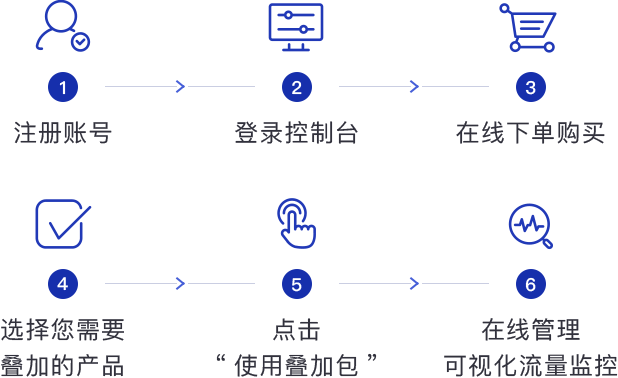 1
2
3
注册账号
登录控制台
在线下单购买
4
5
6
选择您需要
叠加的产品
点击
“ 使用叠加包 ”
在线管理
可视化流量监控